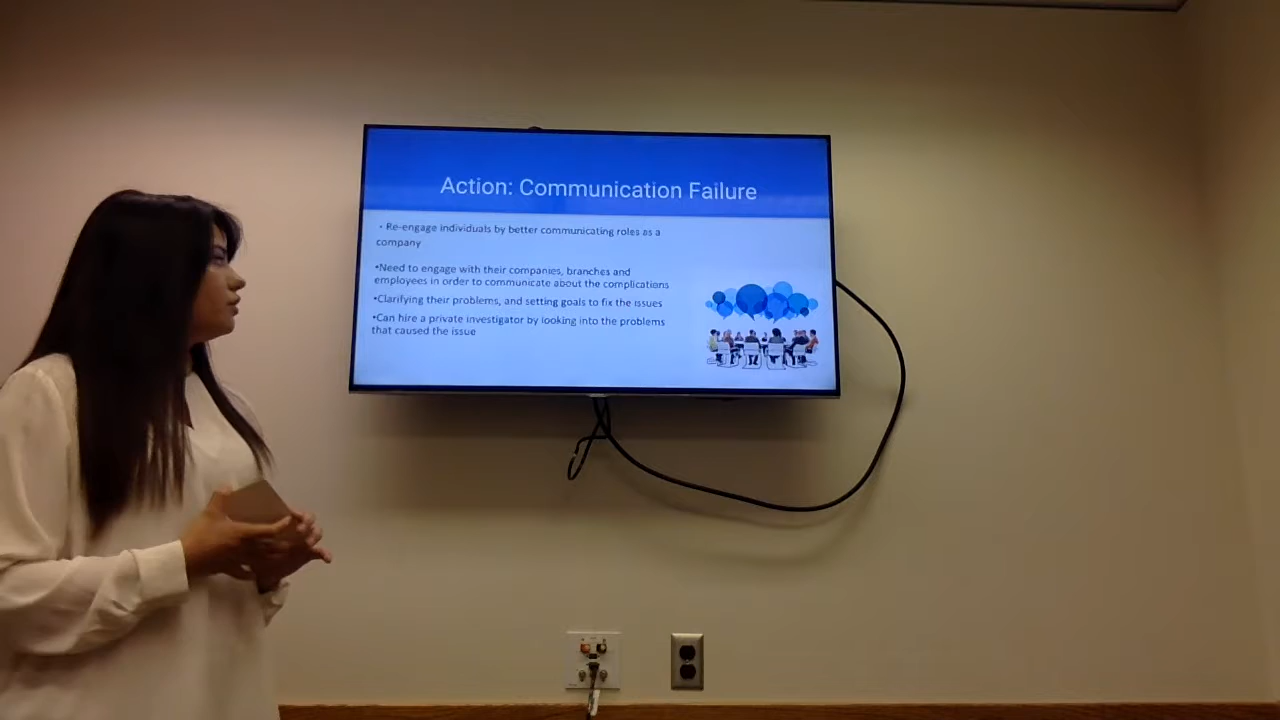 Action: Communication Failure
• Re-engage individuals by better communicating roles as a
company
•Need to engage with their companies, branches and
employees in order to communicate about the complications
•Clarifying their problems, and setting goals to fix the issues
•Can hire a private investigator by looking into the problems
that caused the issue